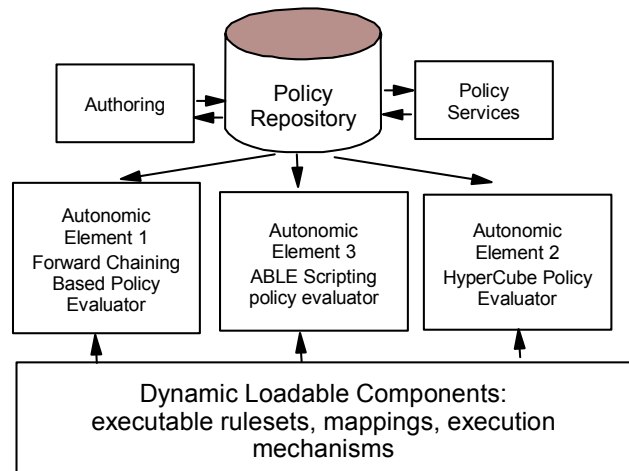 Authoring
Policy
Repository
Policy
Services
Autonomic
Element 1
Forward Chaining
Based Policy
Evaluator
Autonomic
Element 3
ABLE Scripting
policy evaluator
Autonomic
Element 2
HyperCube Policy
Evaluator
Dynamic Loadable Components:
executable rulesets, mappings, execution
mechanisms